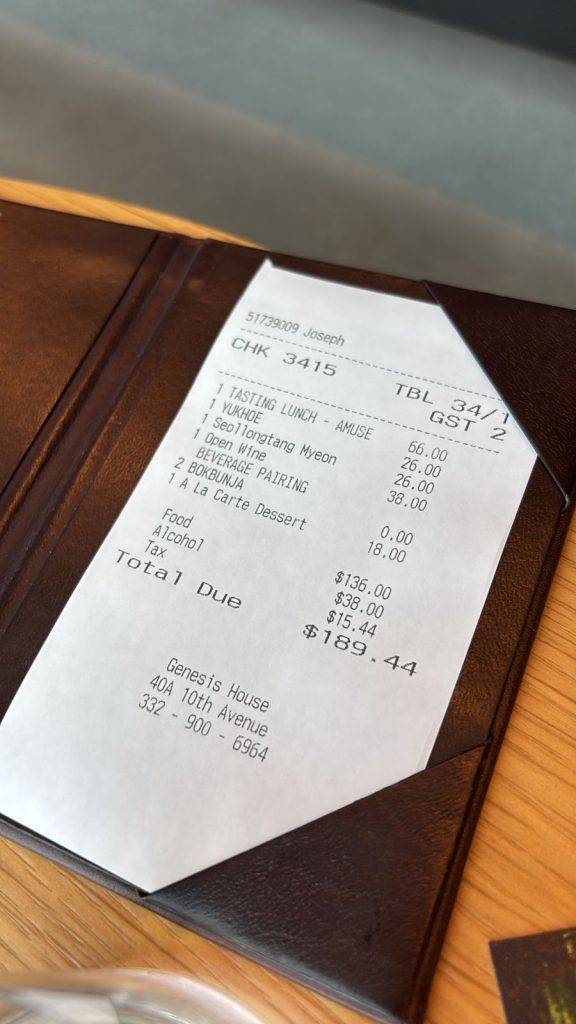 51739009 Joseph
CHK 3415 TBL 34/1
GST 2
1 TASTING LUNCH - AMUSE 66.00
1 YUKHOE 26.00
1 Seollongtang Myeon 26.00
1 Open Wine 38.00
BEVERAGE PAIRING
2 BOKBUNJA 0.00
1 A La Carte Dessert 18.00
Food $136.00
Alcohol $38.00
Tax $15.44
Total Due $189.44
Genesis House
40A 10th Avenue
332 - 900 - 6964